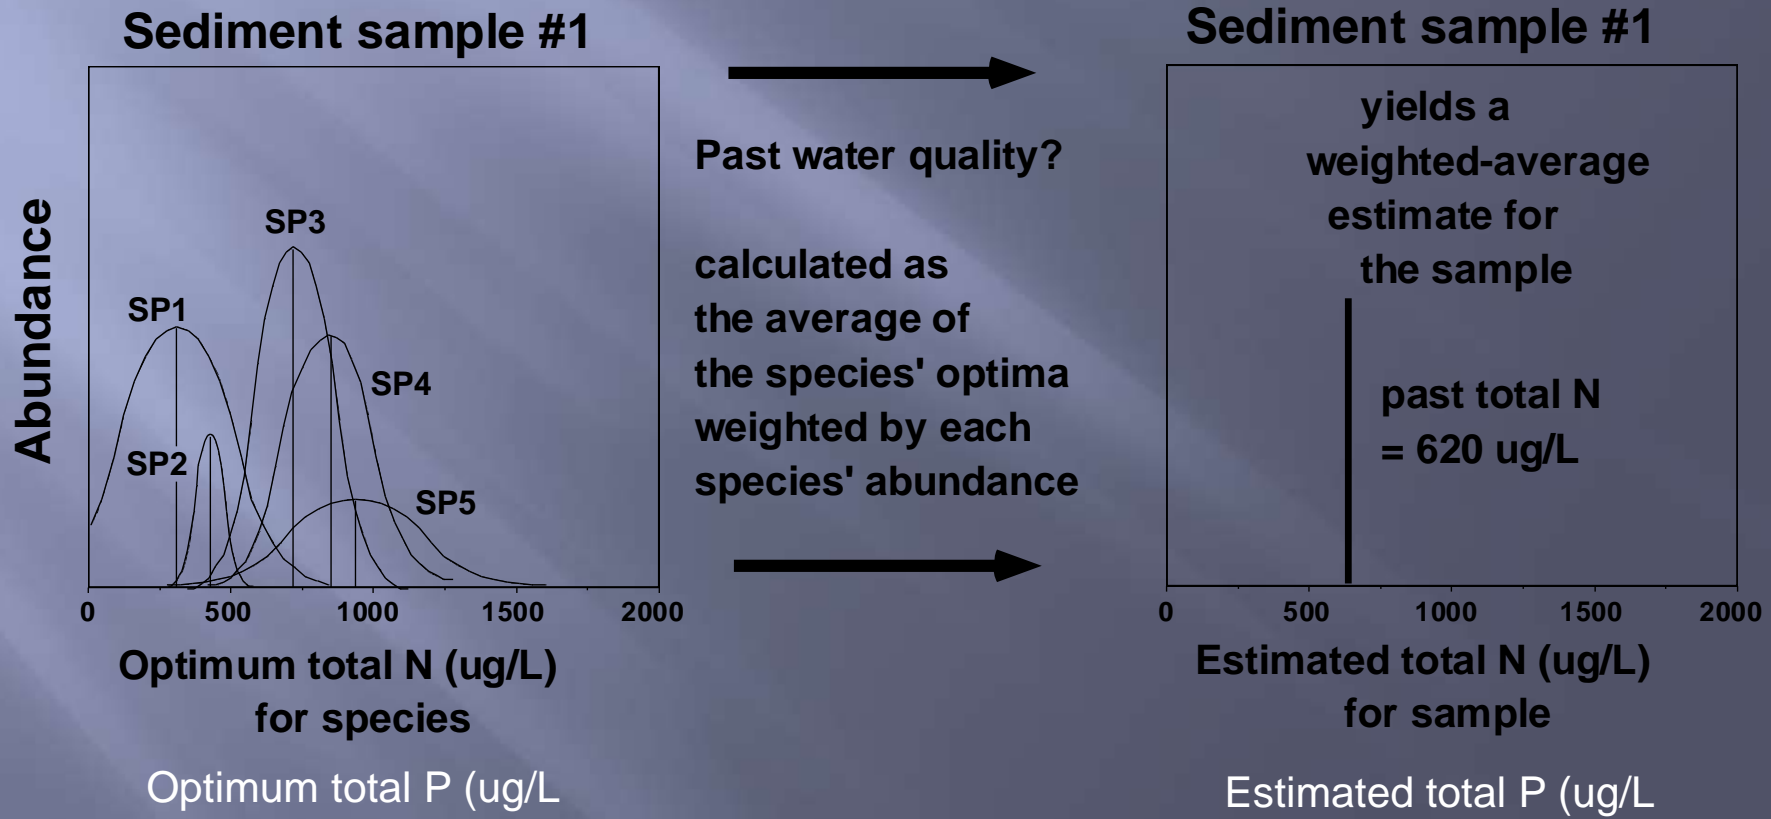 Sediment sample #1
Abundance
SP1
SP2
SP3
SP4
SP5
0 500 1000 1500 2000
Optimum total N (ug/L)
for species
Optimum total P (ug/L
Past water quality?
calculated as
the average of
the species' optima
weighted by each
species' abundance
Sediment sample #1
yields a
weighted-average
estimate for
the sample
past total N
= 620 ug/L
0 500 1000 1500 2000
Estimated total N (ug/L)
for sample
Estimated total P (ug/L